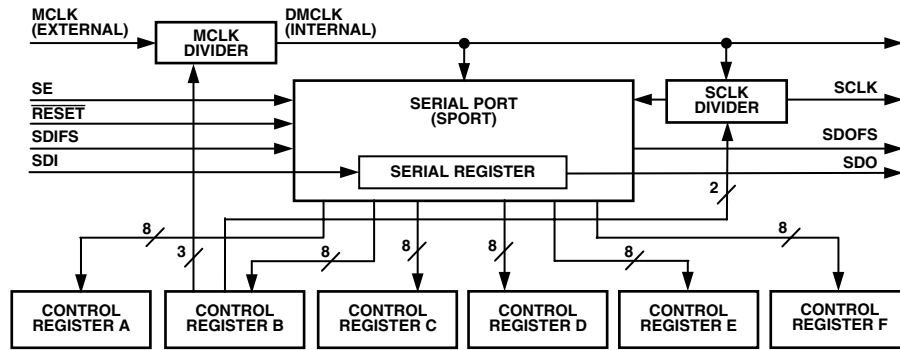 MCLK
(EXTERNAL)
MCLK
DIVIDER
DMCLK
(INTERNAL)
SE
RESET
SDIFS
SDI
SERIAL PORT
(SPORT)
SERIAL REGISTER
SCLK
DIVIDER
SCLK
SDOFS
SDO
2
8
3
8
8
8
8
8
CONTROL
REGISTER A
CONTROL
REGISTER B
CONTROL
REGISTER C
CONTROL
REGISTER D
CONTROL
REGISTER E
CONTROL
REGISTER F